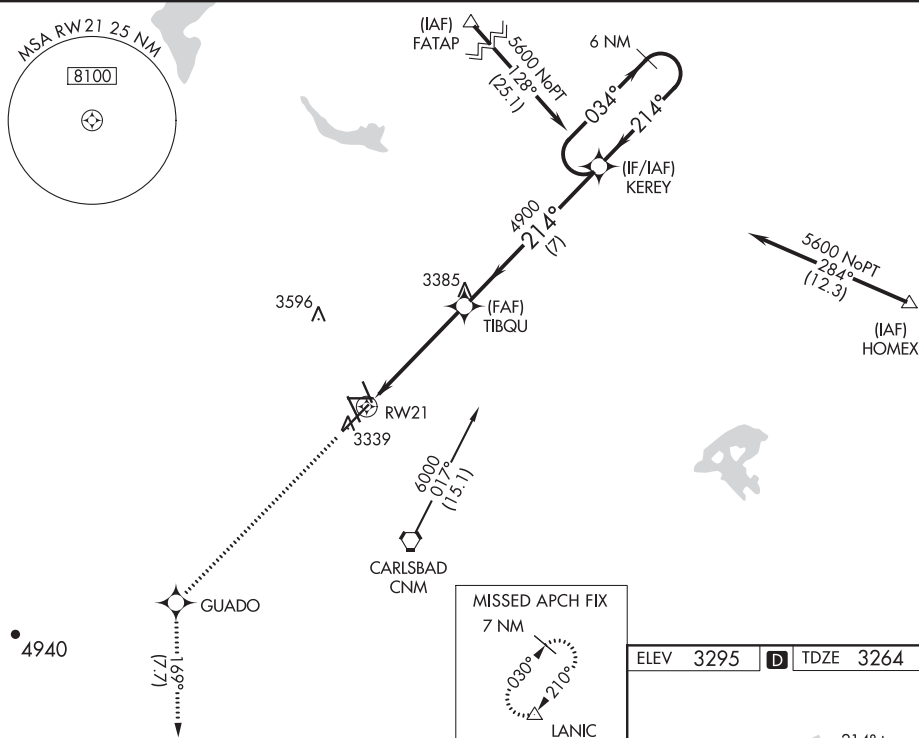 MSA RW21 25 NM
8100
(IAF)
FATAP
5600 NoPT
128°
(25.1)
6 NM
034°
214°
(IF/IAF)
KEREY
4900
214°
(7)
5600 NoPT
284°
(12.3)
(IAF)
HOMEX
3385
(FAF)
TIBQU
3596
RW21
3339
6000
017°
(15.1)
CARLSBAD
CNM
GUADO
4940
169°
(7.7)
MISSED APCH FIX
7 NM
030°
210°
LANIC
ELEV 3295 D TDZE 3264